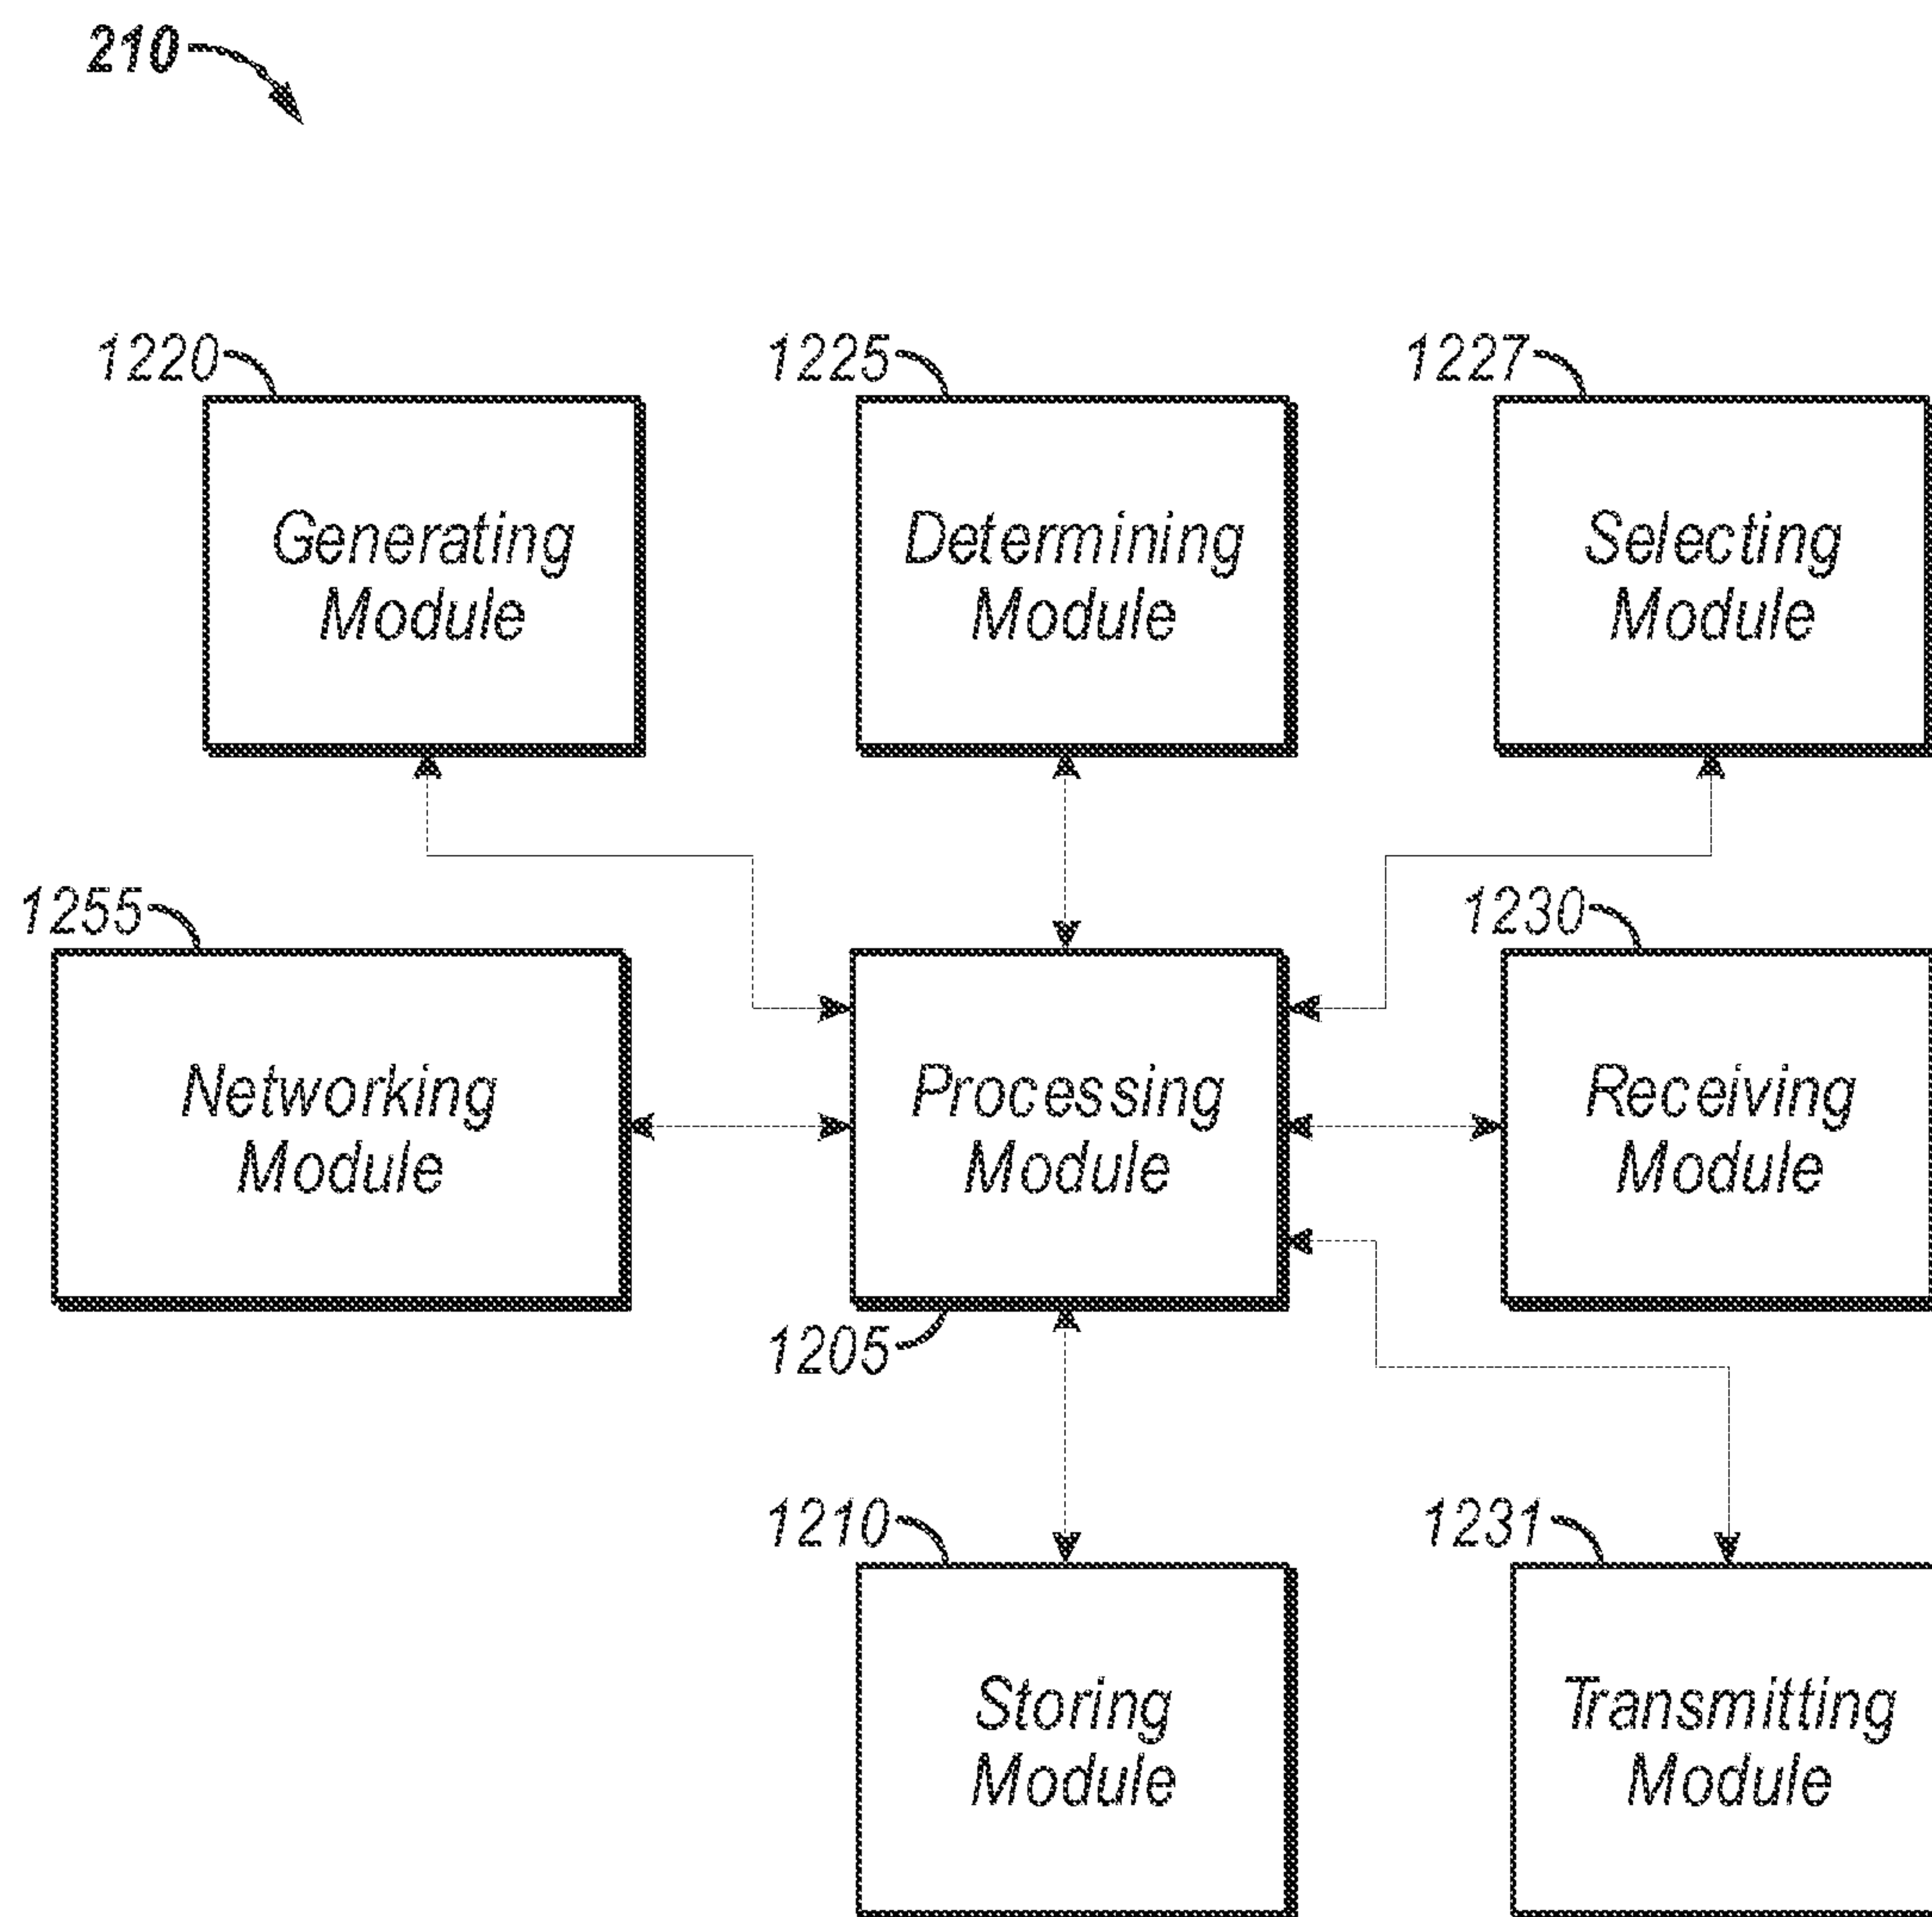 210
1220
1225
1227
Generating
Module
Determining
Module
Selecting
Module
1255
1230
Networking
Module
Processing
Module
Receiving
Module
1205
1210
1231
Storing
Module
Transmitting
Module